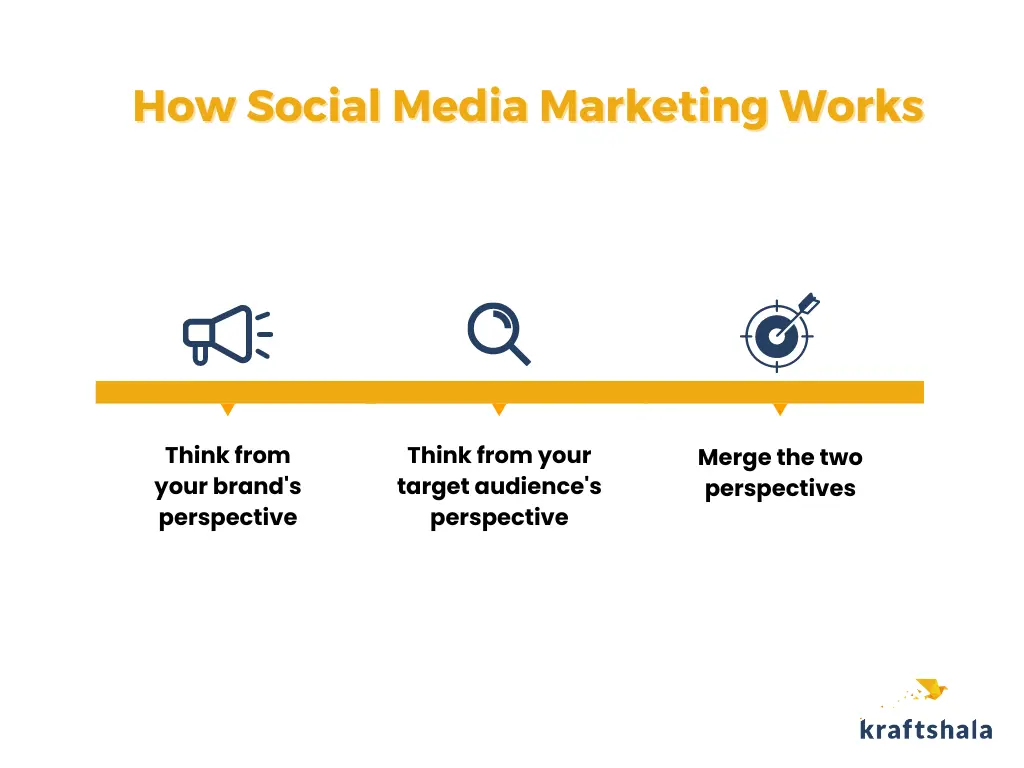 How Social Media Marketing Works
Think from
your brand's
perspective
Think from your
target audience's
perspective
Merge the two
perspectives
kraftshala